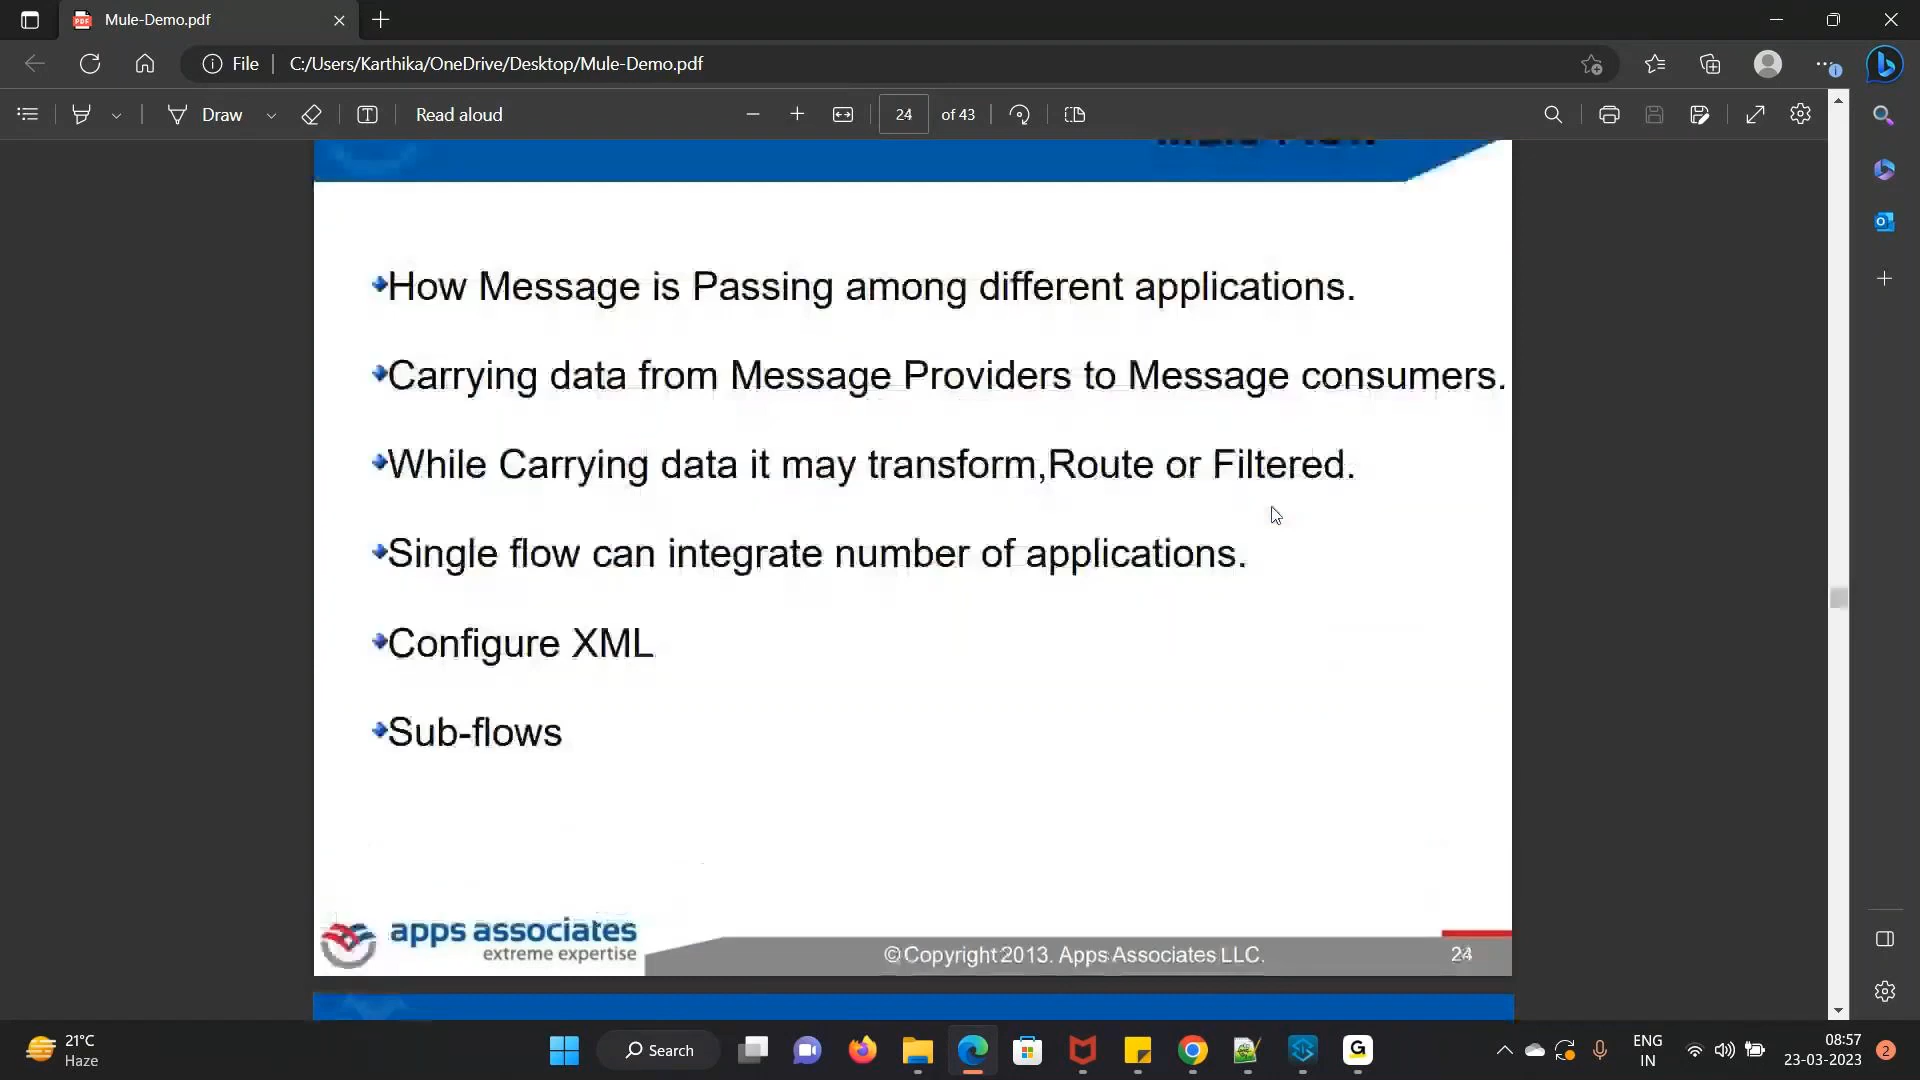 Mule-Demo.pdf
File
C:/Users/Karthika/OneDrive/Desktop/Mule-Demo.pdf
Draw
Read aloud
24 of 43
How Message is Passing among different applications.
Carrying data from Message Providers to Message consumers.
While Carrying data it may transform,Route or Filtered.
Single flow can integrate number of applications.
Configure XML
Sub-flows
apps associates
extreme expertise
©Copyright 2013. Apps Associates LLC.
24
21°C
Haze
Search
ENG
IN
08:57
23-03-2023
2